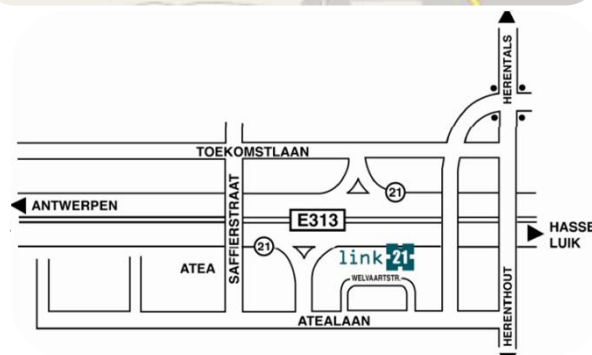 HERENTALS
TOEKOMSTLAAN
21
ANTWERPEN
SAFFIERSTRAAT
E313
HASSE
LUIK
21
ATEA
link 21
WELVAARTSTR.
HERENTHOUT
ATEALAAN